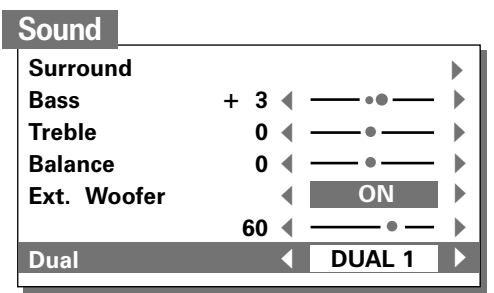 Sound
Surround
Bass + 3
Treble 0
Balance 0
Ext. Woofer ON
60
Dual DUAL 1